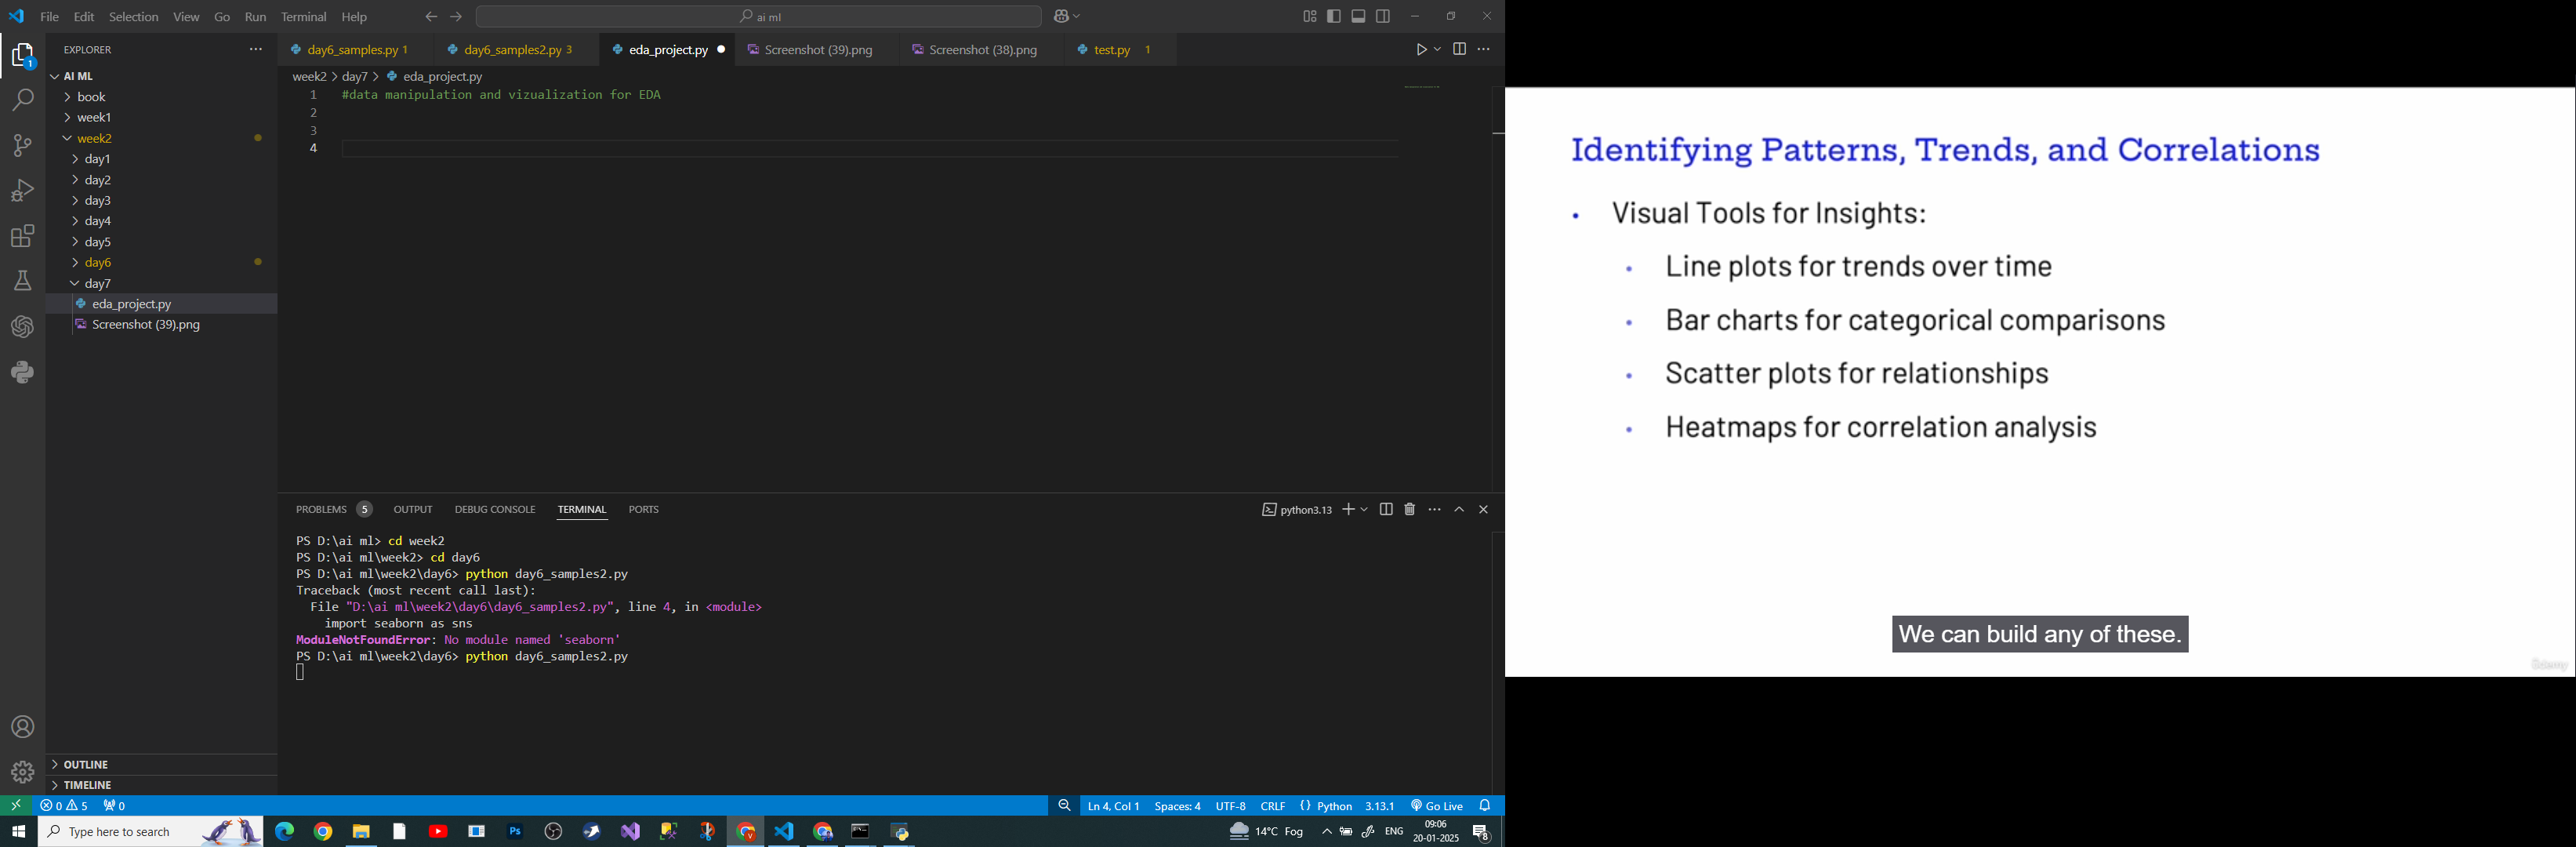 File Edit Selection View Go Run Terminal Help
ai ml
EXPLORER
AI ML
book
week1
week2
day1
day2
day3
day4
day5
day6
day7
eda_project.py
Screenshot (39).png
OUTLINE
TIMELINE
day6_samples.py 1
day6_samples2.py 3
eda_project.py
Screenshot (39).png
Screenshot (38).png
test.py 1
week2 > day7 > eda_project.py
1 #data manipulation and vizualization for EDA
2
3
4
PROBLEMS 5 OUTPUT DEBUG CONSOLE TERMINAL PORTS
python3.13
PS D:\ai ml> cd week2
PS D:\ai ml\week2> cd day6
PS D:\ai ml\week2\day6> python day6_samples2.py
Traceback (most recent call last):
File "D:\ai ml\week2\day6\day6_samples2.py", line 4, in <module>
import seaborn as sns
ModuleNotFoundError: No module named 'seaborn'
PS D:\ai ml\week2\day6> python day6_samples2.py
0 5 0
Ln 4, Col 1 Spaces: 4 UTF-8 CRLF {} Python 3.13.1 Go Live
Type here to search
Ps
14°C Fog
ENG
09:06
20-01-2025
8
Identifying Patterns, Trends, and Correlations
• Visual Tools for Insights:
• Line plots for trends over time
• Bar charts for categorical comparisons
• Scatter plots for relationships
• Heatmaps for correlation analysis
We can build any of these.
Udemy